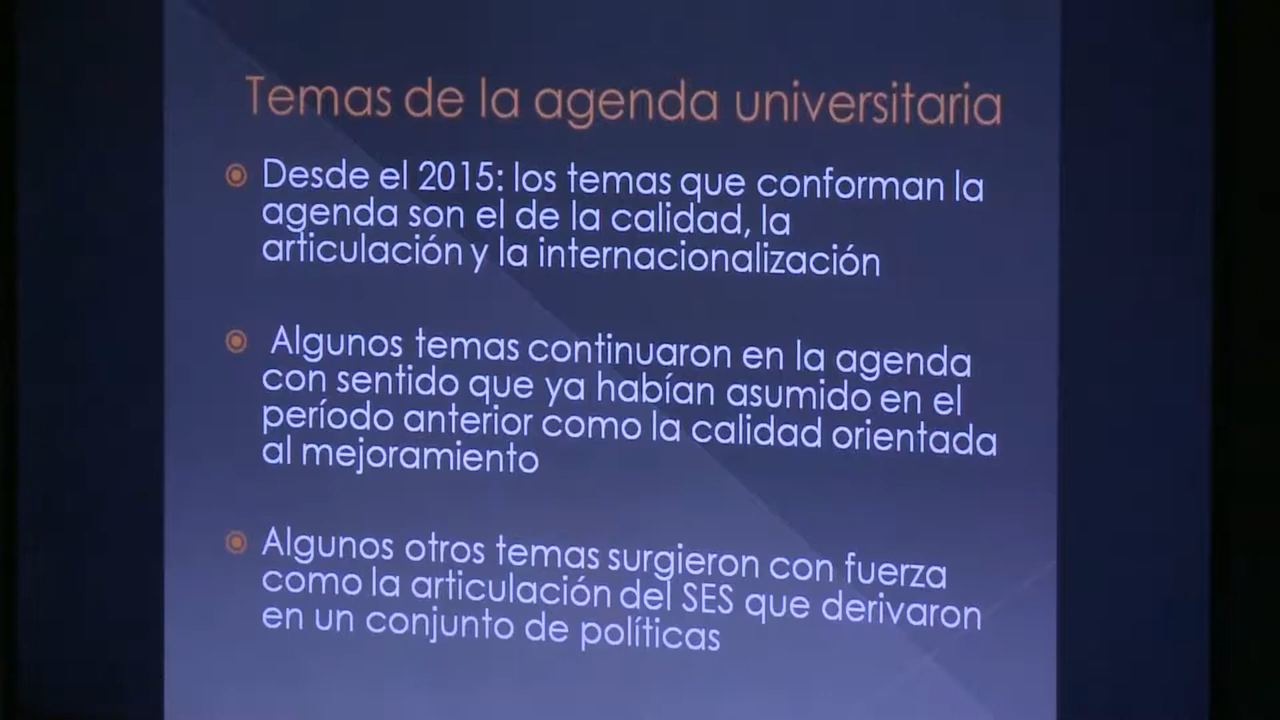 Temas de la agenda universitaria
Desde el 2015: los temas que conforman la
agenda son el de la calidad, la
articulación y la internacionalización
Algunos temas continuaron en la agenda
con sentido que ya habían asumido en el
período anterior como la calidad orientada
al mejoramiento
Algunos otros temas surgieron con fuerza
como la articulación del SES que derivaron
en un conjunto de políticas